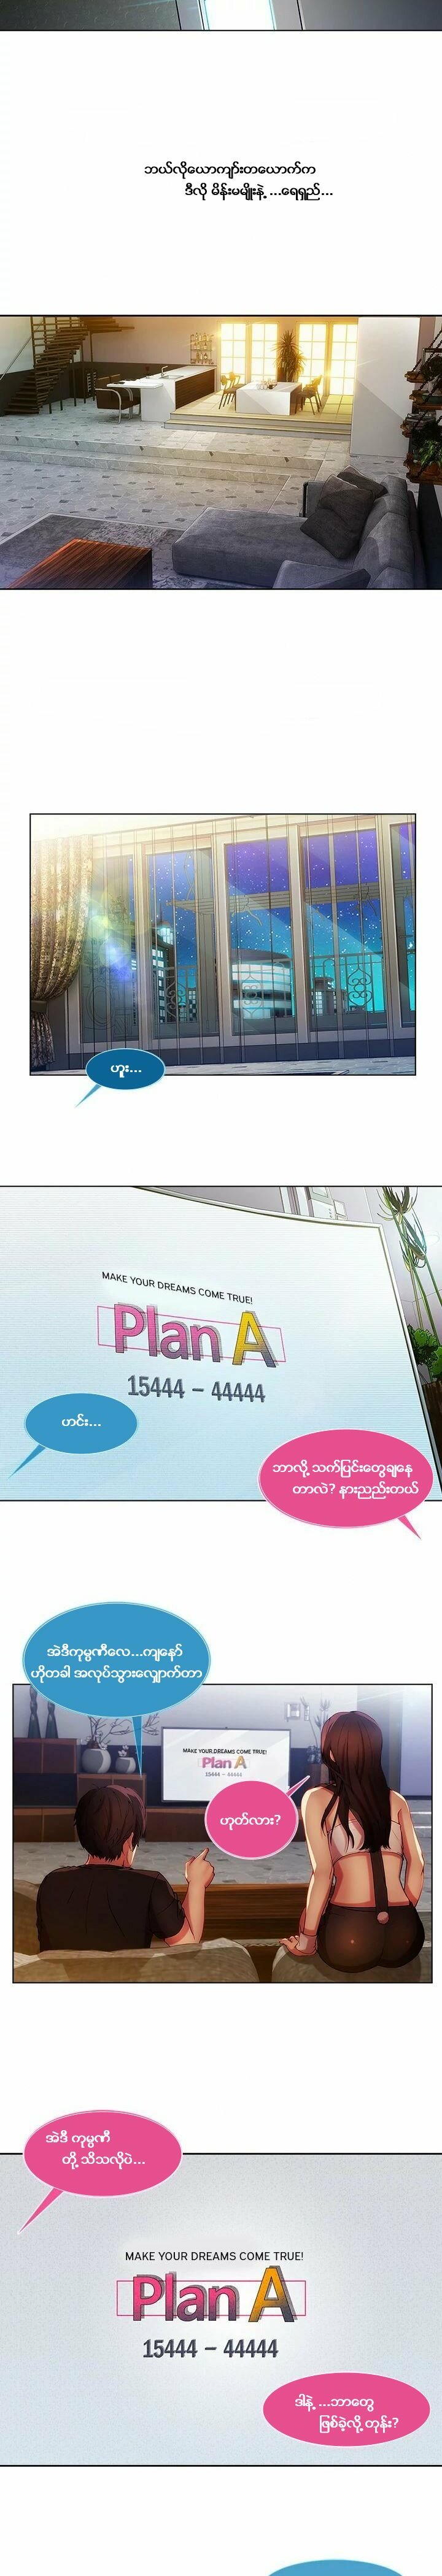 ဘယ်လိုယောကျာ်းတယောက်က
ဒီလို မိန်းမမျိုးနဲ့ ...ရေရှည်...
ဟူး...
MAKE YOUR DREAMS COME TRUE!
Plan A
15444 – 44444
ဟင်း...
ဘာလို့ သက်ပြင်းတွေချနေ
တာလဲ? နားညည်းတယ်
အဲဒီကုမ္ပဏီလေ...ကျနော်
ဟိုတခါ အလုပ်သွားလျှောက်တာ
MAKE YOUR DREAMS COME TRUE!
Plan A
15444 – 44444
ဟုတ်လား?
အဲဒီ ကုမ္ပဏီ
တို့ သိသလိုပဲ...
MAKE YOUR DREAMS COME TRUE!
Plan A
15444 – 44444
ဒါနဲ့ ...ဘာတွေ
ဖြစ်ခဲ့လို့ တုန်း?